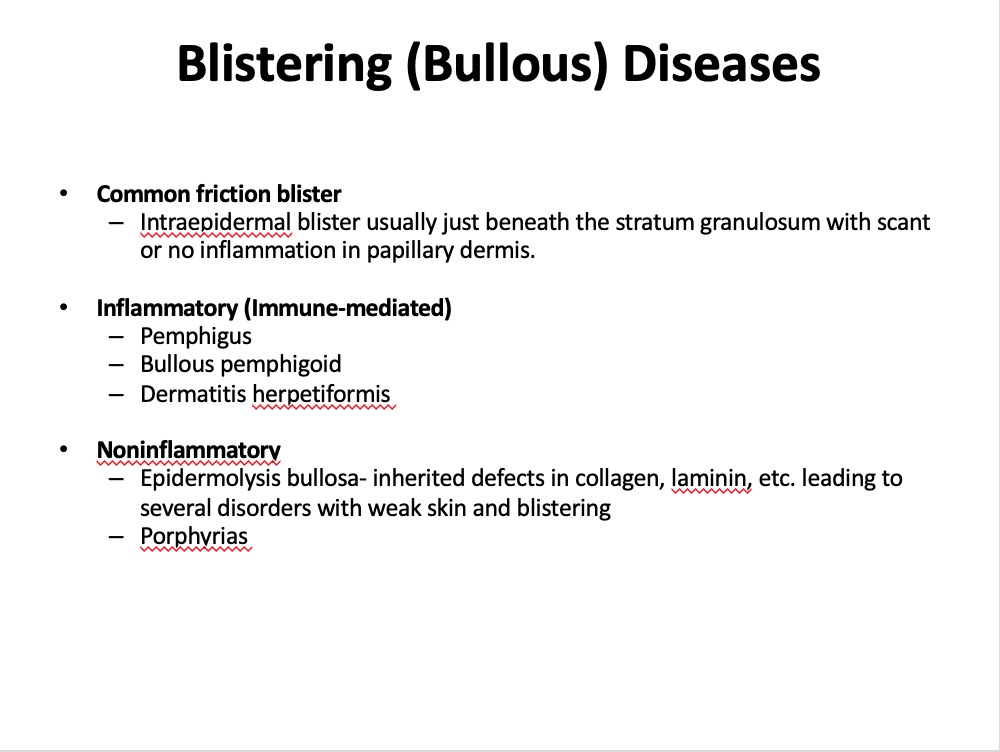 Blistering (Bullous) Diseases
• Common friction blister
– Intraepidermal blister usually just beneath the stratum granulosum with scant
or no inflammation in papillary dermis.
• Inflammatory (Immune-mediated)
– Pemphigus
– Bullous pemphigoid
– Dermatitis herpetiformis
• Noninflammatory
– Epidermolysis bullosa- inherited defects in collagen, laminin, etc. leading to
several disorders with weak skin and blistering
– Porphyrias